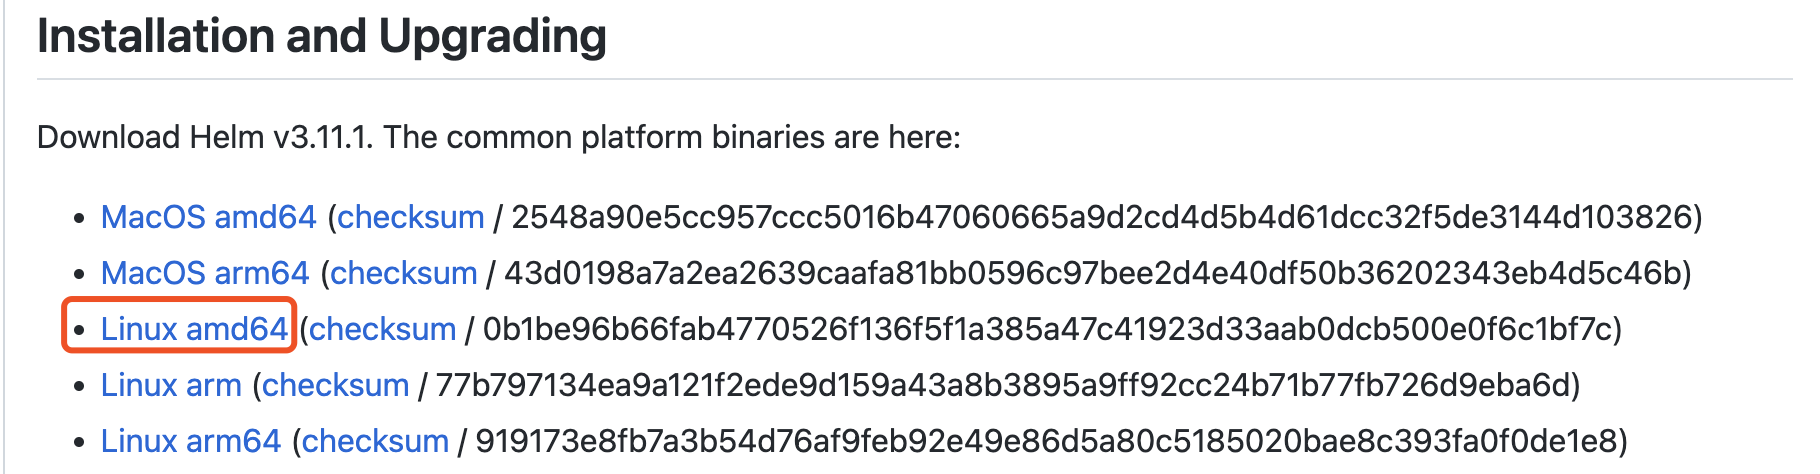 Installation and Upgrading
Download Helm v3.11.1. The common platform binaries are here:
• MacOS amd64 (checksum / 2548a90e5cc957ccc5016b47060665a9d2cd4d5b4d61dcc32f5de3144d103826)
• MacOS arm64 (checksum / 43d0198a7a2ea2639caafa81bb0596c97bee2d4e40df50b36202343eb4d5c46b)
• Linux amd64 (checksum / 0b1be96b66fab4770526f136f5f1a385a47c41923d33aab0dcb500e0f6c1bf7c)
• Linux arm (checksum / 77b797134ea9a121f2ede9d159a43a8b3895a9ff92cc24b71b77fb726d9eba6d)
• Linux arm64 (checksum / 919173e8fb7a3b54d76af9feb92e49e86d5a80c5185020bae8c393fa0f0de1e8)